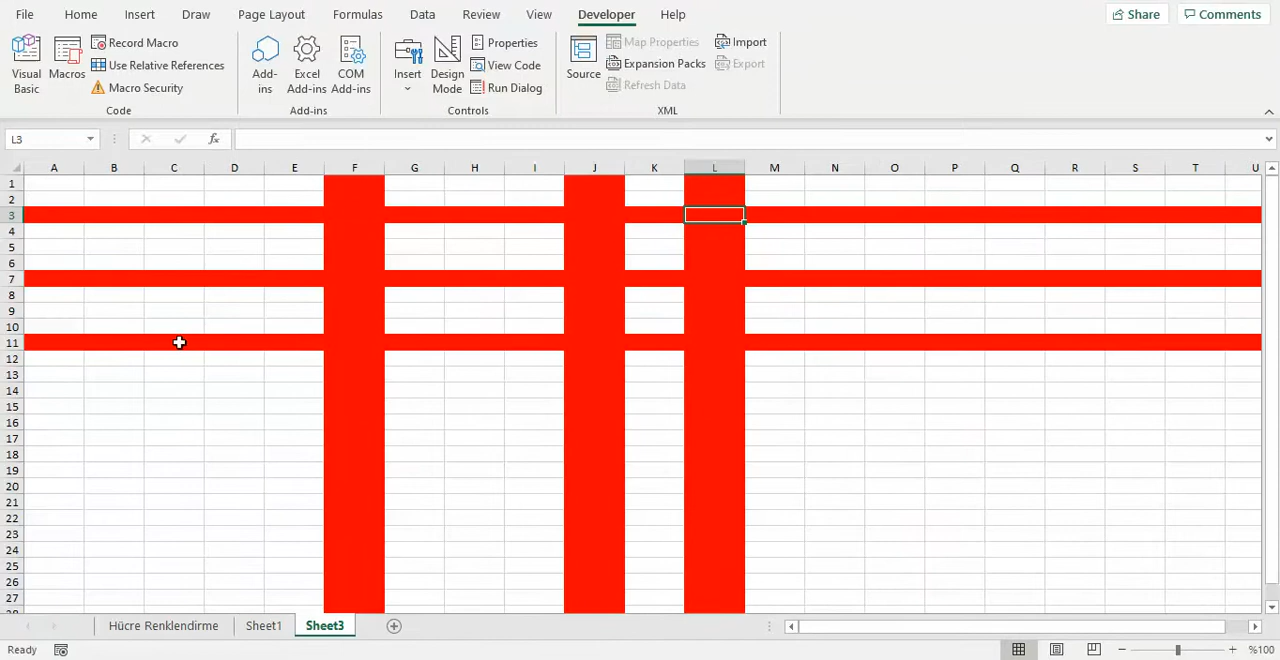 File Home Insert Draw Page Layout Formulas Data Review View Developer Help Share Comments
Visual Basic
Macros
Record Macro
Use Relative References
Macro Security
Code
Add-ins
Excel Add-ins
COM Add-ins
Add-ins
Insert
Design Mode
Properties
View Code
Run Dialog
Controls
Source
Map Properties
Expansion Packs
Refresh Data
Import
Export
XML
L3
fx
A B C D E F G H I J K L M N O P Q R S T U
1
2
3
4
5
6
7
8
9
10
11
12
13
14
15
16
17
18
19
20
21
22
23
24
25
26
27
28
Hücre Renklendirme Sheet1 Sheet3
Ready %100